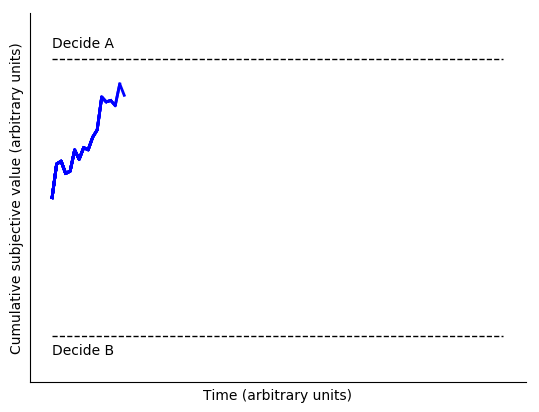 Decide A
Cumulative subjective value (arbitrary units)
Decide B
Time (arbitrary units)